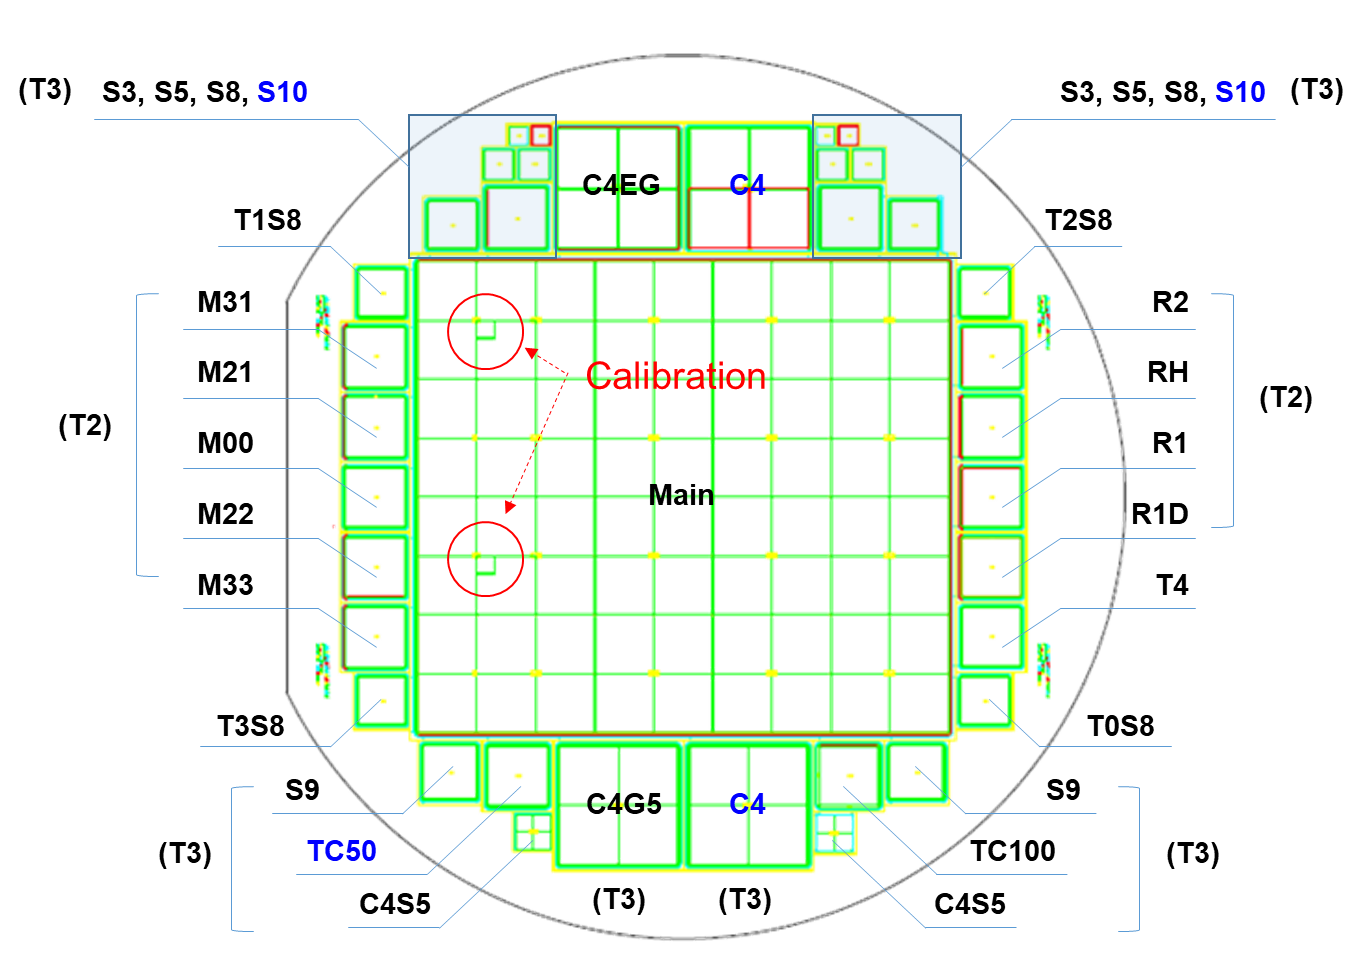 (T3) S3, S5, S8, S10
S3, S5, S8, S10 (T3)
C4EG
C4
T1S8
T2S8
M31
M21
M00
M22
M33
(T2)
R2
RH
R1
R1D
T4
(T2)
Calibration
Main
T3S8
T0S8
S9
TC50
C4S5
(T3)
C4G5
C4
(T3)
(T3)
S9
TC100
C4S5
(T3)